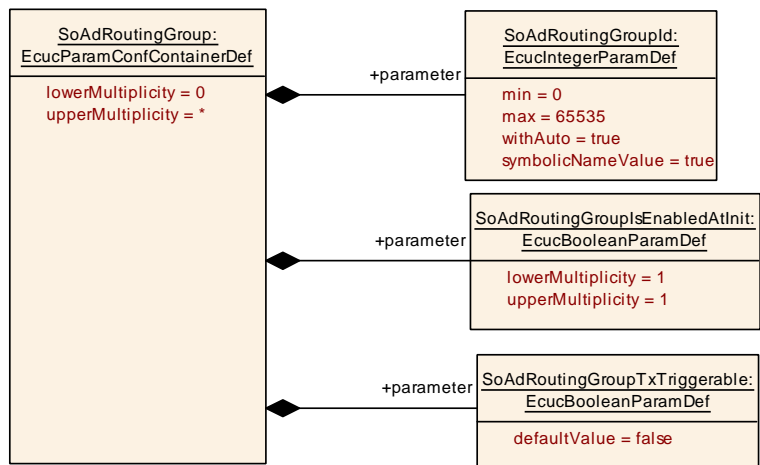 SoAdRoutingGroup:
EcucParamConfContainerDef
lowerMultiplicity = 0
upperMultiplicity = *
+parameter
SoAdRoutingGroupId:
EcucIntegerParamDef
min = 0
max = 65535
withAuto = true
symbolicNameValue = true
+parameter
SoAdRoutingGroupIsEnabledAtInit:
EcucBooleanParamDef
lowerMultiplicity = 1
upperMultiplicity = 1
+parameter
SoAdRoutingGroupTxTriggerable:
EcucBooleanParamDef
defaultValue = false